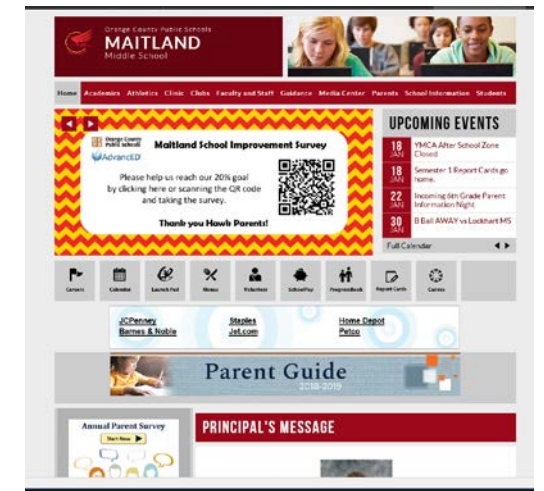 Orange County Public Schools
MAITLAND
Middle School
Home Academics Athletics Clinic Clubs Faculty and Staff Guidance Media Center Parents School Information Students
Orange County
Public Schools
AdvancED
Maitland School Improvement Survey
Please help us reach our 20% goal
by clicking here or scanning the QR code
and taking the survey.
Thank you Hawk Parents!
UPCOMING EVENTS
18 JAN YMCA After School Zone
Closed
18 JAN Semester 1 Report Cards go
home.
22 JAN Incoming 6th Grade Parent
Information Night
30 JAN B Ball AWAY vs Lockhart MS
Full Calendar
Careers Calendar Launch Pad Menus Volunteer SchoolPay ProgressBook Report Cards Canvas
JCPenney Staples Home Depot
Barnes & Noble Jet.com Petco
Parent Guide
2018-2019
Annual Parent Survey
Start Now
PRINCIPAL'S MESSAGE